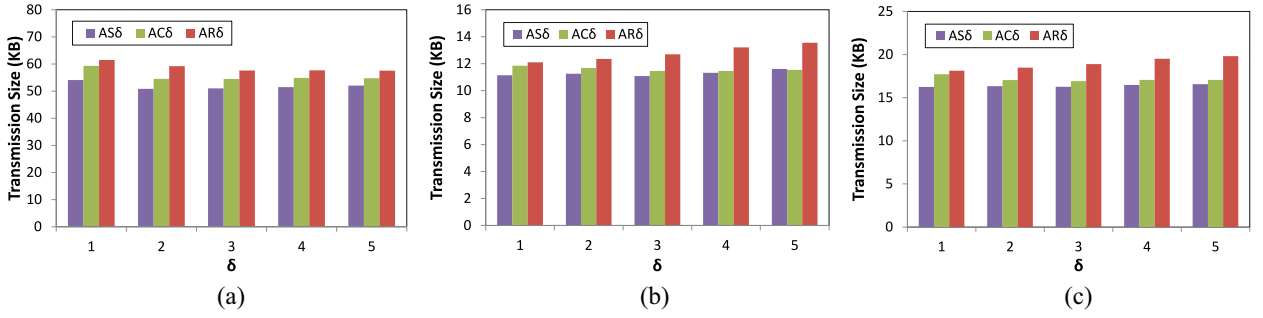 Transmission Size (KB)
80
70
60
50
40
30
20
10
0
ASδ ACδ ARδ
1 2 3 4 5
δ
(a)
Transmission Size (KB)
16
14
12
10
8
6
4
2
0
ASδ ACδ ARδ
1 2 3 4 5
δ
(b)
Transmission Size (KB)
25
20
15
10
5
0
ASδ ACδ ARδ
1 2 3 4 5
δ
(c)